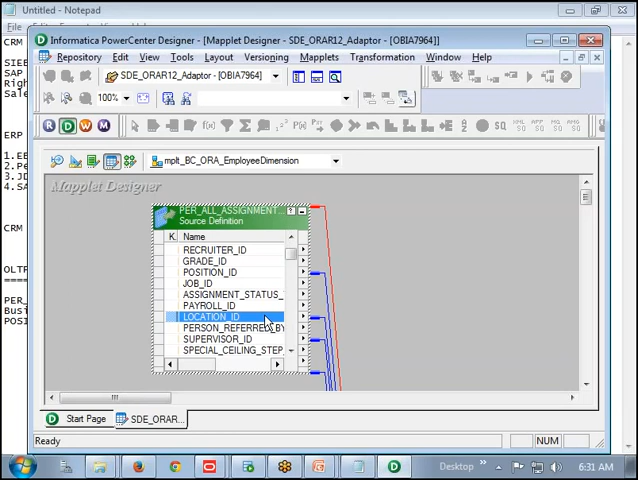 Untitled - Notepad
File
CRM
SIEB
SAP
Righ
Sale
ERP
1.EB
2.Pe
3.JD
4.SA
CRM
OLTP
====
PER_
Busi
POSI
Informatica PowerCenter Designer - [Mapplet Designer - SDE_ORAR12_Adaptor - [OBIA7964]]
Repository Edit View Tools Layout Versioning Mapplets Transformation Window
SDE_ORAR12_Adaptor - (OBIA7964)
100%
mplt_BC_ORA_EmployeeDimension
Mapplet Designer
PER_ALL_ASSIGNMENT...
Source Definition
K Name
RECRUITER_ID
GRADE_ID
POSITION_ID
JOB_ID
ASSIGNMENT_STATUS_
PAYROLL_ID
LOCATION_ID
PERSON_REFERRED_BY
SUPERVISOR_ID
SPECIAL_CEILING_STEP
Start Page
SDE_ORAR...
Ready
NUM
Desktop
6:31 AM